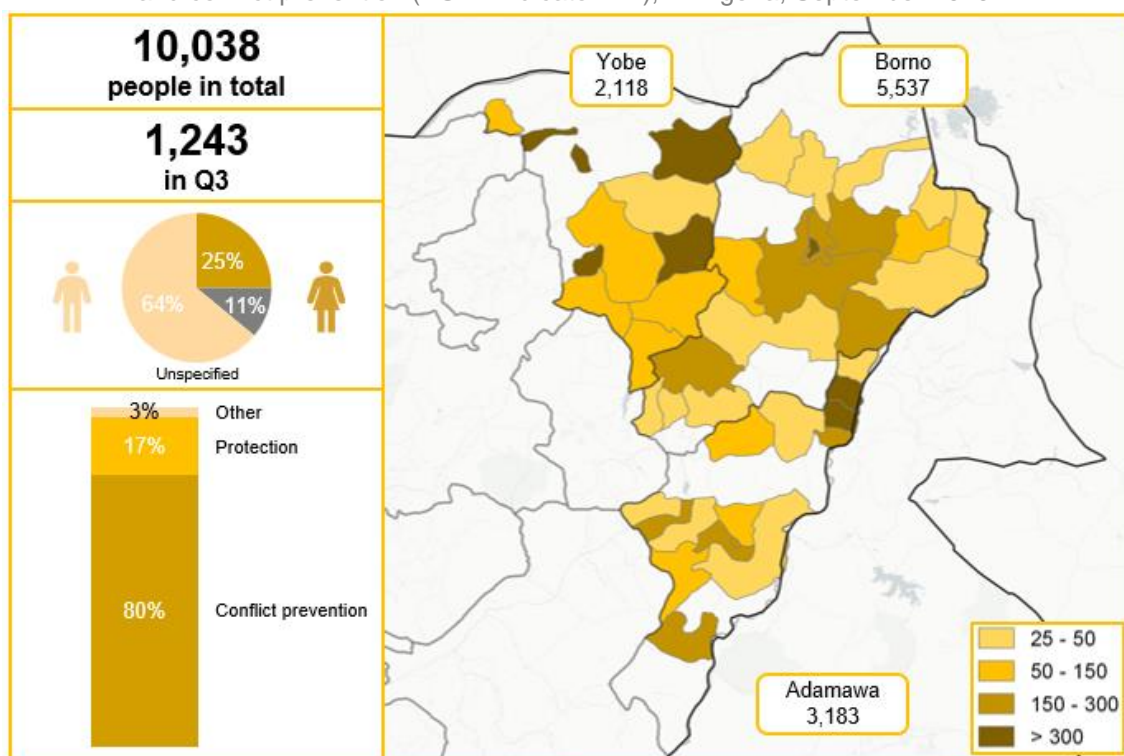 10,038
people in total
1,243
in Q3
25%
64%
11%
Unspecified
3%
Other
17%
Protection
80%
Conflict prevention
Yobe
2,118
Borno
5,537
Adamawa
3,183
25 - 50
50 - 150
150 - 300
> 300